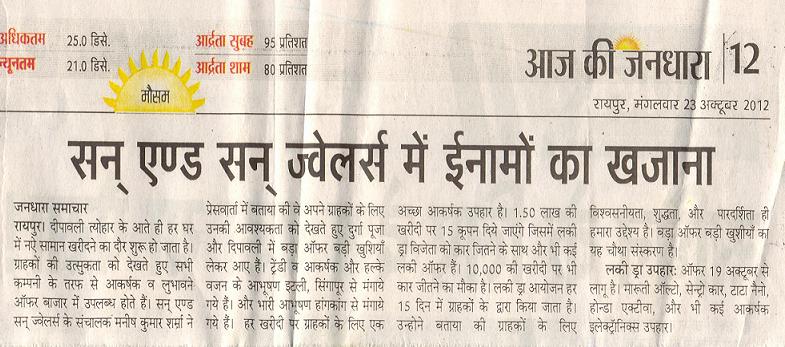 अधिकतम 25.0 डिसे.
न्यूनतम 21.0 डिसे.
आर्द्रता सुबह 95 प्रतिशत
आर्द्रता शाम 80 प्रतिशत
मौसम
आज की जनधारा 12
रायपुर, मंगलवार 23 अक्टूबर 2012
सन् एण्ड सन् ज्वेलर्स में ईनामों का खजाना
जनधारा समाचार
रायपुर। दीपावली त्योहार के आते ही हर घर
में नए सामान खरीदने का दौर शुरू हो जाता है।
ग्राहकों की उत्सुकता को देखते हुए सभी
कम्पनी के तरफ से आकर्षक व लुभावने
ऑफर बाजार में उपलब्ध होते हैं। सन् एण्ड
सन् ज्वेलर्स के संचालक मनीष कुमार शर्मा ने
प्रेसवार्ता में बताया की वे अपने ग्राहकों के लिए
उनकी आवश्यकता को देखते हुए दुर्गा पूजा
और दिपावली में बड़ा ऑफर बड़ी खुशियाँ
लेकर आए हैं। ट्रेंडी व आकर्षक और हल्के
वजन के आभूषण इटली, सिंगापुर से मंगाये
गये हैं। और भारी आभूषण हांगकांग से मंगाये
गये हैं। हर खरीदी पर ग्राहकों के लिए एक
अच्छा आकर्षक उपहार है। 1.50 लाख की
खरीदी पर 15 कूपन दिये जाएंगे जिसमें लकी
ड्रा विजेता को कार जितने के साथ और भी कई
लकी ऑफर हैं। 10,000 की खरीदी पर भी
कार जीतने का मौका है। लकी ड्रा आयोजन हर
15 दिन में ग्राहकों के द्वारा किया जाता है।
उन्होने बताया की ग्राहकों के लिए
विश्वसनीयता, शुद्धता, और पारदर्शिता ही
हमारा उद्देश्य है। बड़ा ऑफर बड़ी खुशीयाँ का
यह चौथा संस्करण है।
लकी ड्रा उपहार: ऑफर 19 अक्टूबर से
लागू है। मारूती ऑल्टो, सेन्ट्रो कार, टाटा नैनो,
होन्डा एक्टीवा, और भी कई आकर्षक
इलेक्ट्रॉनिक्स उपहार।